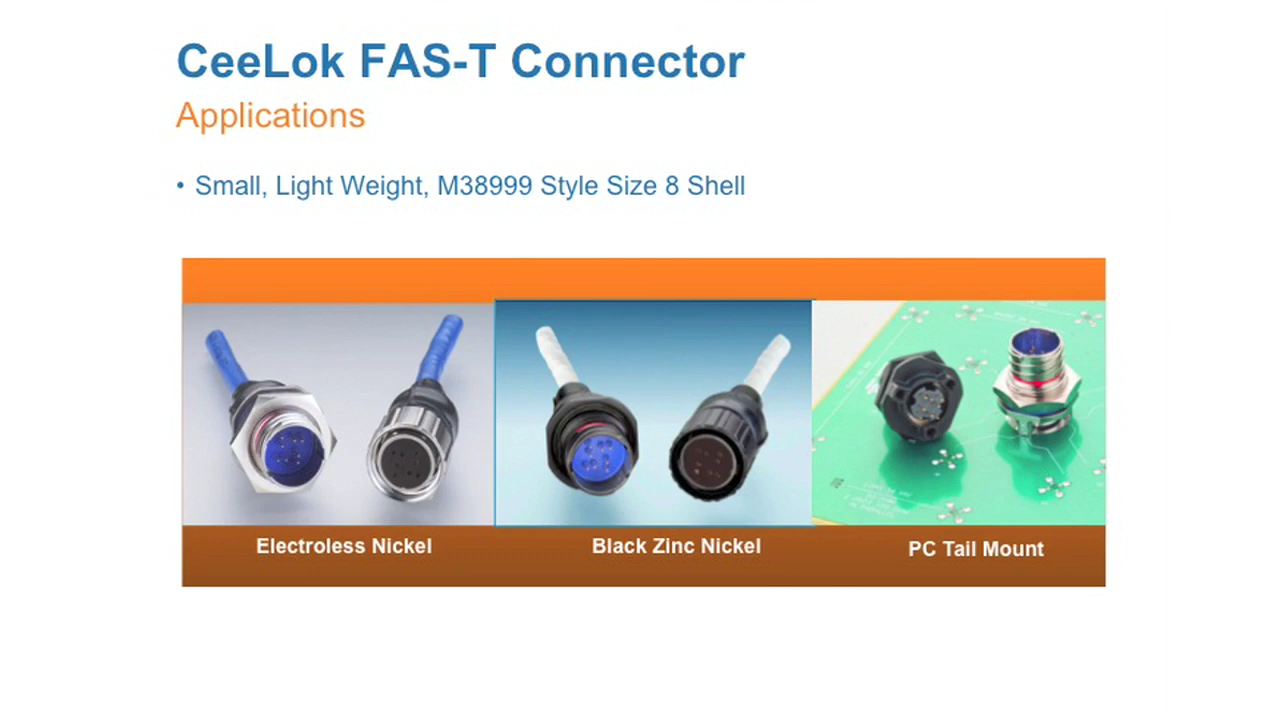 CeeLok FAS-T Connector
Applications
• Small, Light Weight, M38999 Style Size 8 Shell
Electroless Nickel
Black Zinc Nickel
PC Tail Mount